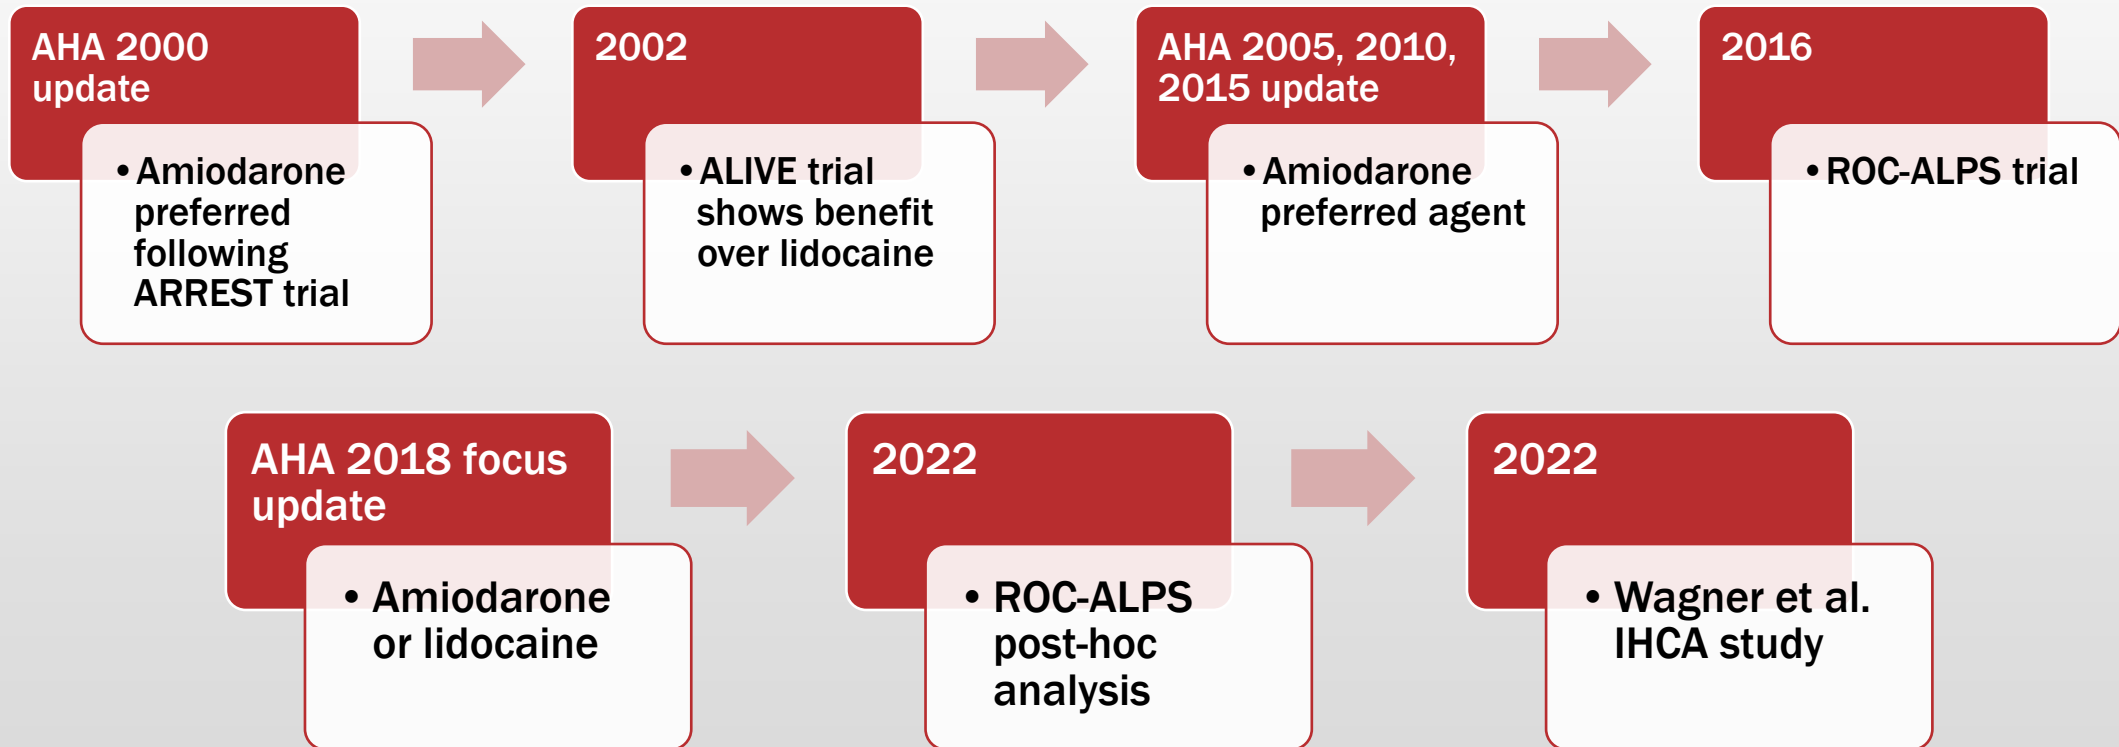 AHA 2000
update
•Amiodarone
preferred
following
ARREST trial
2002
•ALIVE trial
shows benefit
over lidocaine
AHA 2005, 2010,
2015 update
•Amiodarone
preferred agent
2016
•ROC-ALPS trial
AHA 2018 focus
update
• Amiodarone
or lidocaine
2022
• ROC-ALPS
post-hoc
analysis
2022
• Wagner et al.
IHCA study